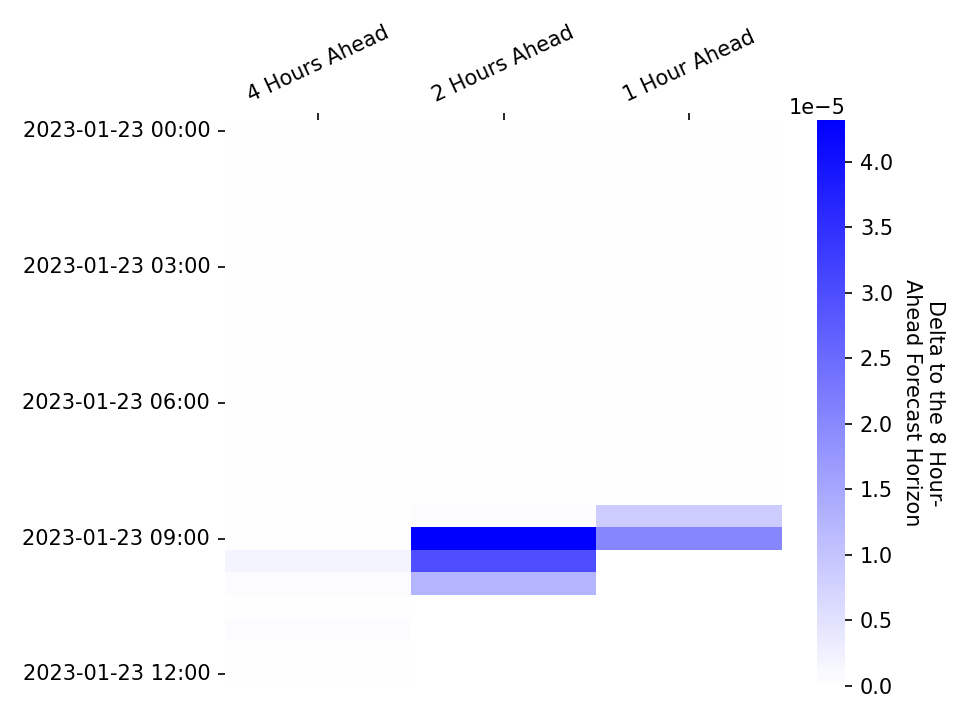 4 Hours Ahead
2 Hours Ahead
1 Hour Ahead
1e−5
2023-01-23 00:00
2023-01-23 03:00
2023-01-23 06:00
2023-01-23 09:00
2023-01-23 12:00
4.0
3.5
3.0
2.5
2.0
1.5
1.0
0.5
0.0
Delta to the 8 Hour-
Ahead Forecast Horizon